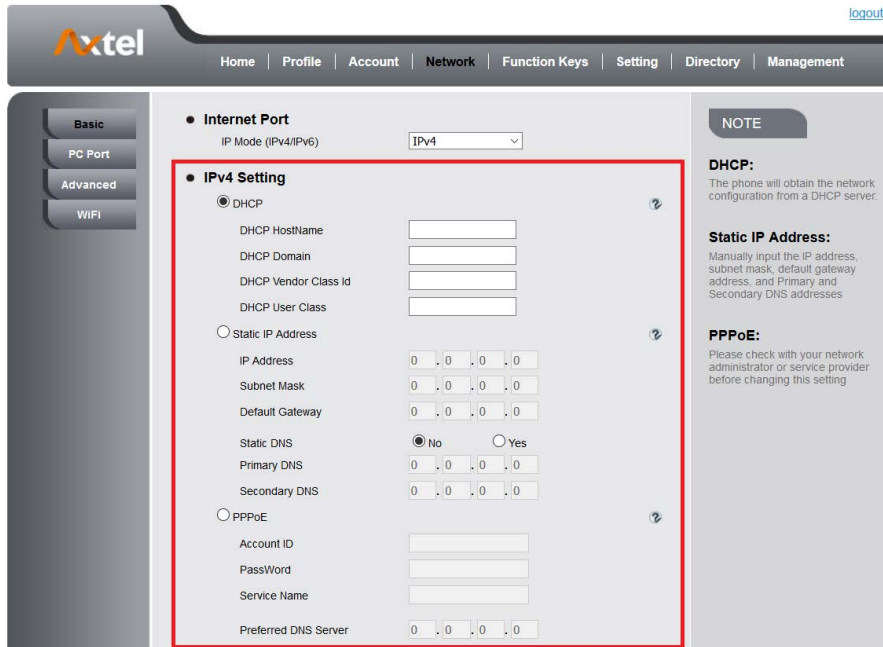 logout
Axtel
Home | Profile | Account | Network | Function Keys | Setting | Directory | Management
Basic
PC Port
Advanced
WiFi
Internet Port
IP Mode (IPv4/IPv6) IPv4
IPv4 Setting
DHCP
DHCP HostName
DHCP Domain
DHCP Vendor Class Id
DHCP User Class
Static IP Address
IP Address 0 . 0 . 0 . 0
Subnet Mask 0 . 0 . 0 . 0
Default Gateway 0 . 0 . 0 . 0
Static DNS No Yes
Primary DNS 0 . 0 . 0 . 0
Secondary DNS 0 . 0 . 0 . 0
PPPoE
Account ID
PassWord
Service Name
Preferred DNS Server 0 . 0 . 0 . 0
NOTE
DHCP:
The phone will obtain the network
configuration from a DHCP server.
Static IP Address:
Manually input the IP address,
subnet mask, default gateway
address, and Primary and
Secondary DNS addresses
PPPoE:
Please check with your network
administrator or service provider
before changing this setting